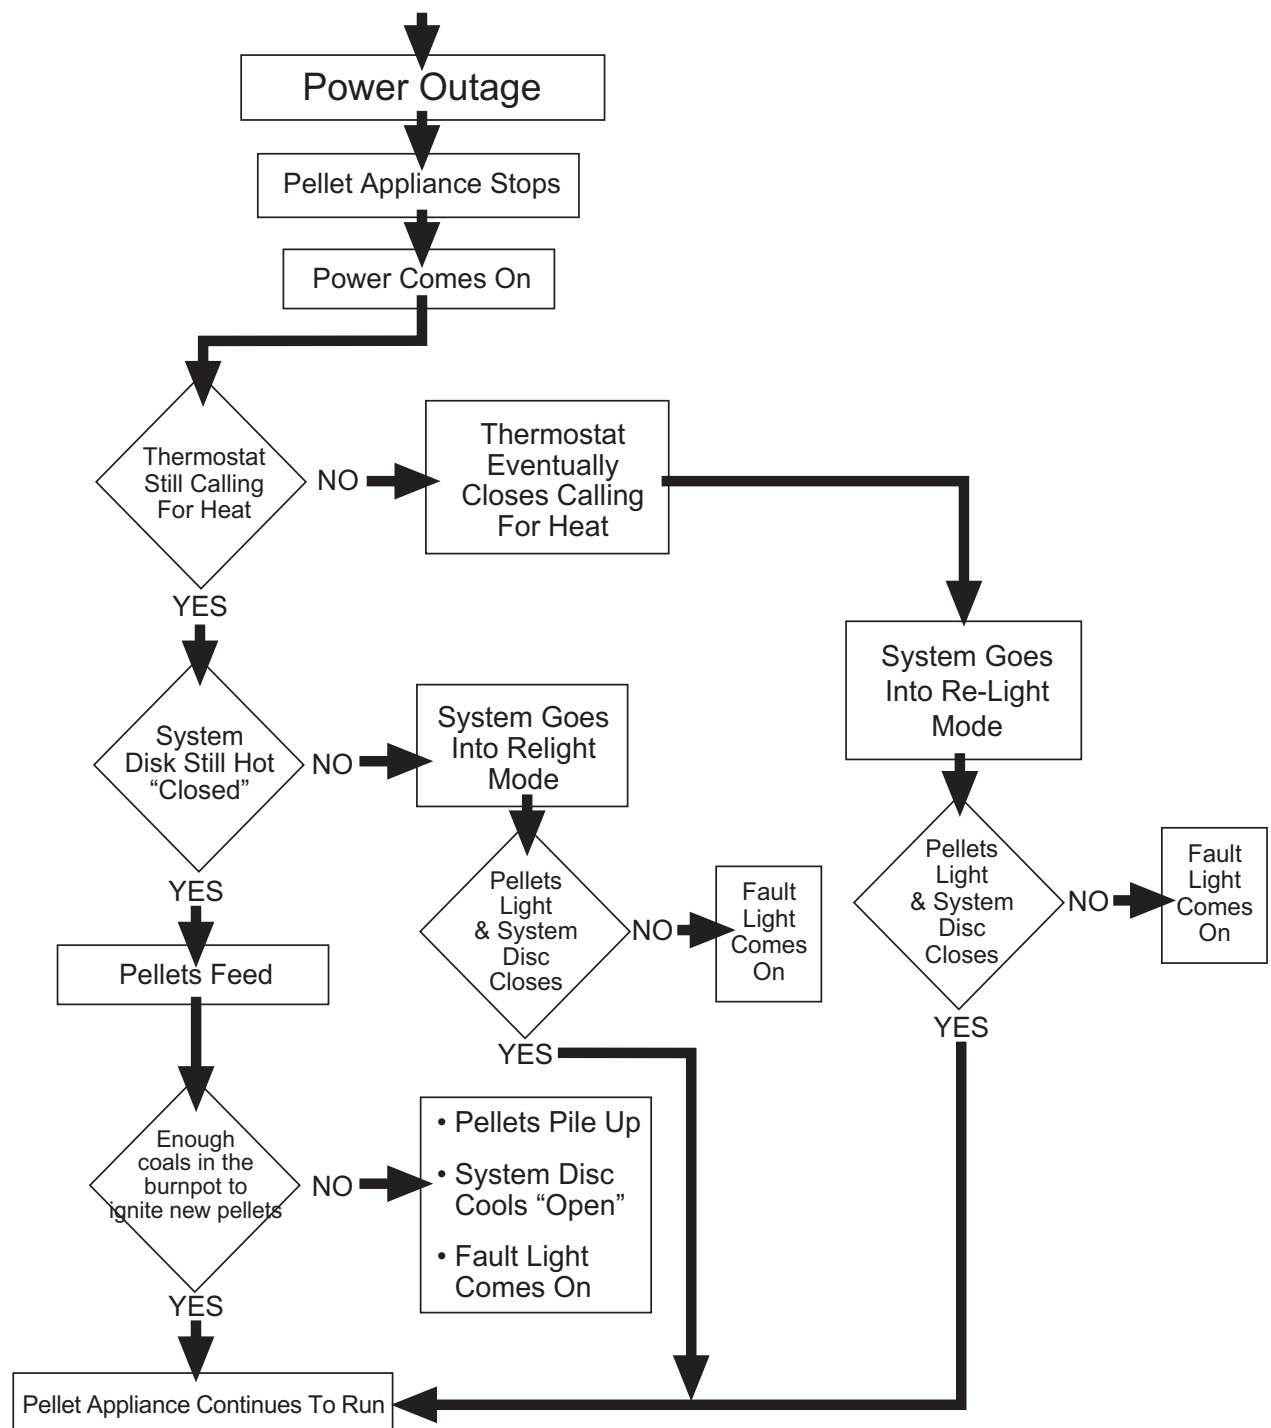 Power Outage
Pellet Appliance Stops
Power Comes On
Thermostat
Still Calling
For Heat
NO
Thermostat
Eventually
Closes Calling
For Heat
YES
System Goes
Into Re-Light
Mode
System
Disk Still Hot
“Closed”
NO
System Goes
Into Relight
Mode
YES
Pellets
Light
& System
Disc
Closes
NO
Fault
Light
Comes
On
YES
Pellets
Light
& System
Disc
Closes
NO
Fault
Light
Comes
On
YES
Pellets Feed
Enough
coals in the
burnpot to
ignite new pellets
NO
• Pellets Pile Up
• System Disc
Cools “Open”
• Fault Light
Comes On
YES
Pellet Appliance Continues To Run